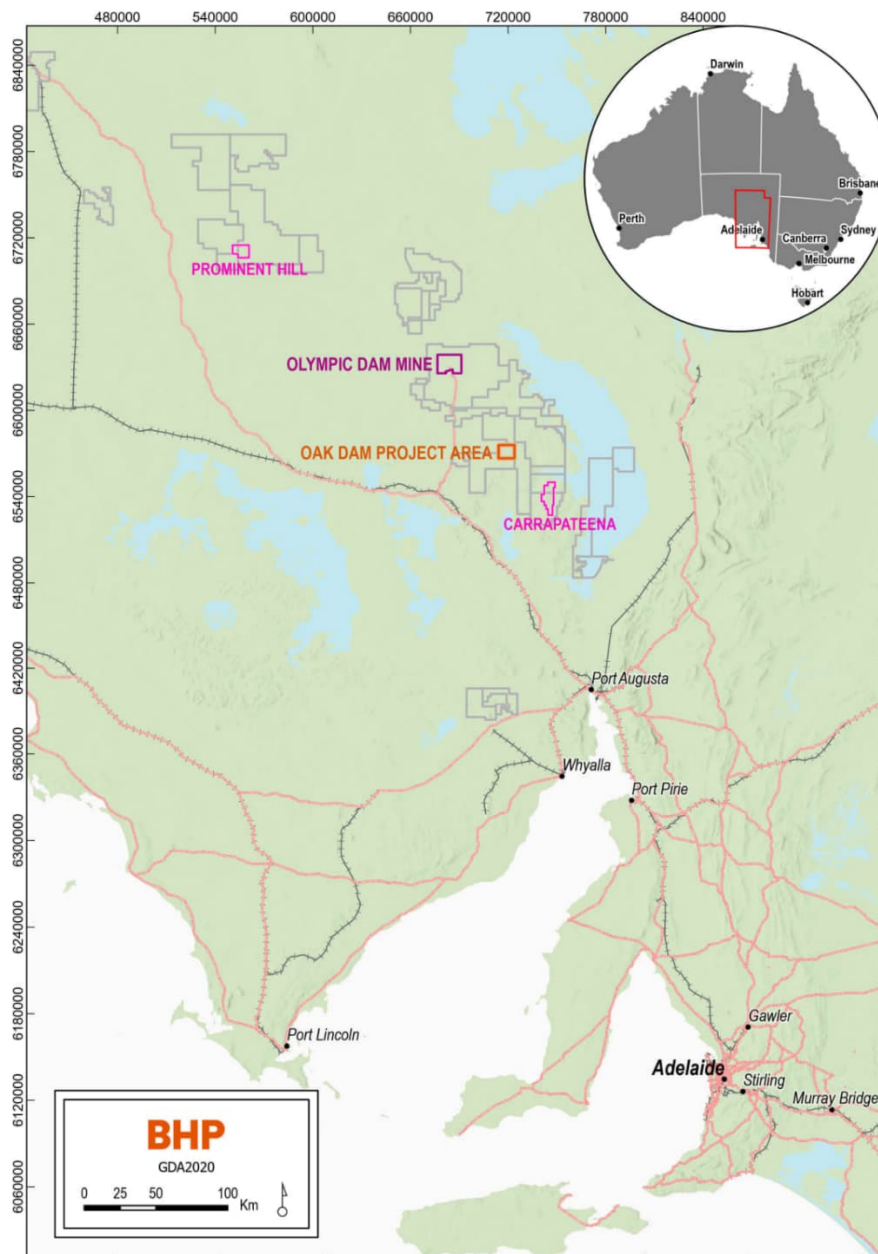 480000 540000 600000 660000 720000 780000 840000
6840000
6780000
6720000
6660000
6600000
6540000
6480000
6420000
6360000
6300000
6240000
6180000
6120000
6060000
Darwin
Brisbane
Perth
Adelaide
Sydney
Canberra
Melbourne
Hobart
PROMINENT HILL
OLYMPIC DAM MINE
OAK DAM PROJECT AREA
CARRAPATEENA
Port Augusta
Whyalla
Port Pirie
Port Lincoln
Gawler
Adelaide
Stirling
Murray Bridge
BHP
GDA2020
0 25 50 100
Km